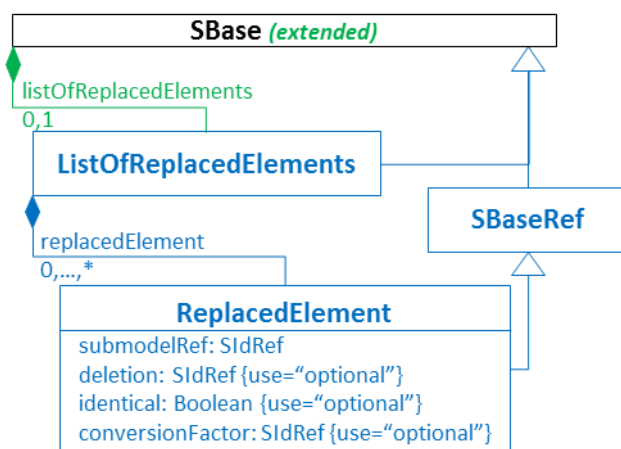 SBase (extended)
listOfReplacedElements
0,1
ListOfReplacedElements
SBaseRef
replacedElement
0,...,*
ReplacedElement
submodelRef: SIdRef
deletion: SIdRef {use=“optional”}
identical: Boolean {use=“optional”}
conversionFactor: SIdRef {use=“optional”}